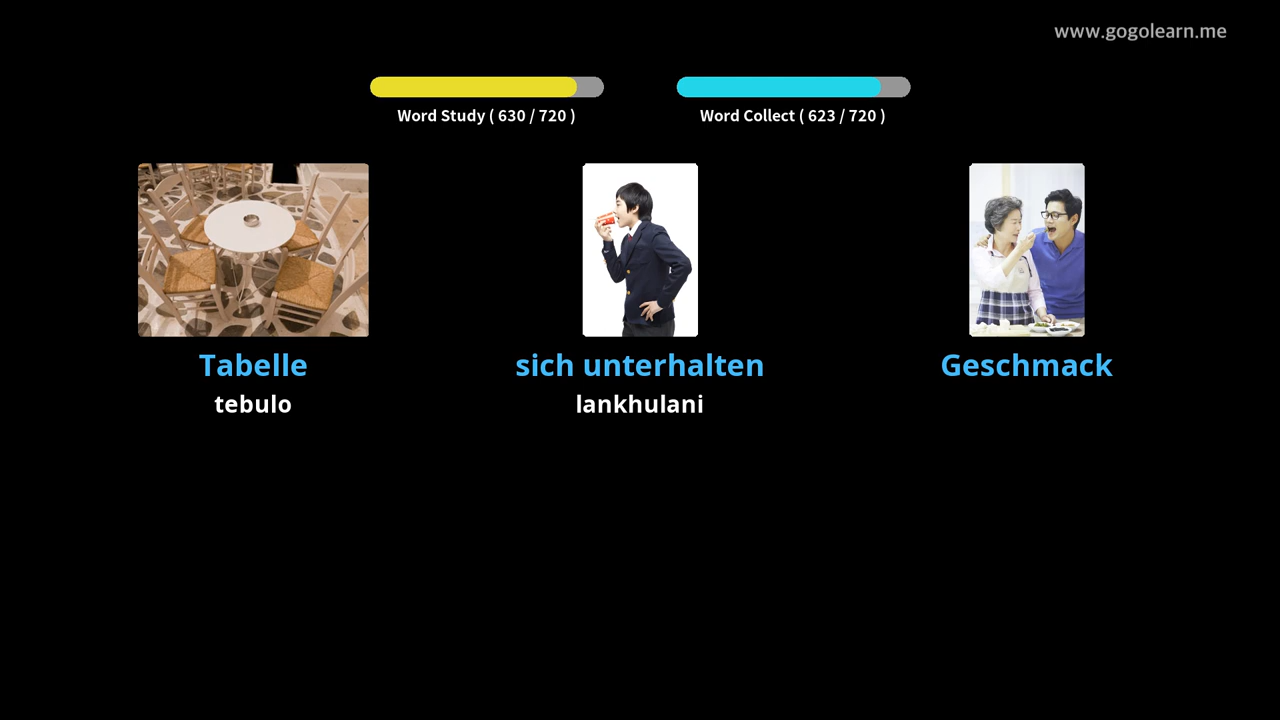 www.gogolearn.me
Word Study ( 630 / 720 )
Word Collect ( 623 / 720 )
Tabelle
tebulo
sich unterhalten
lankhulani
Geschmack